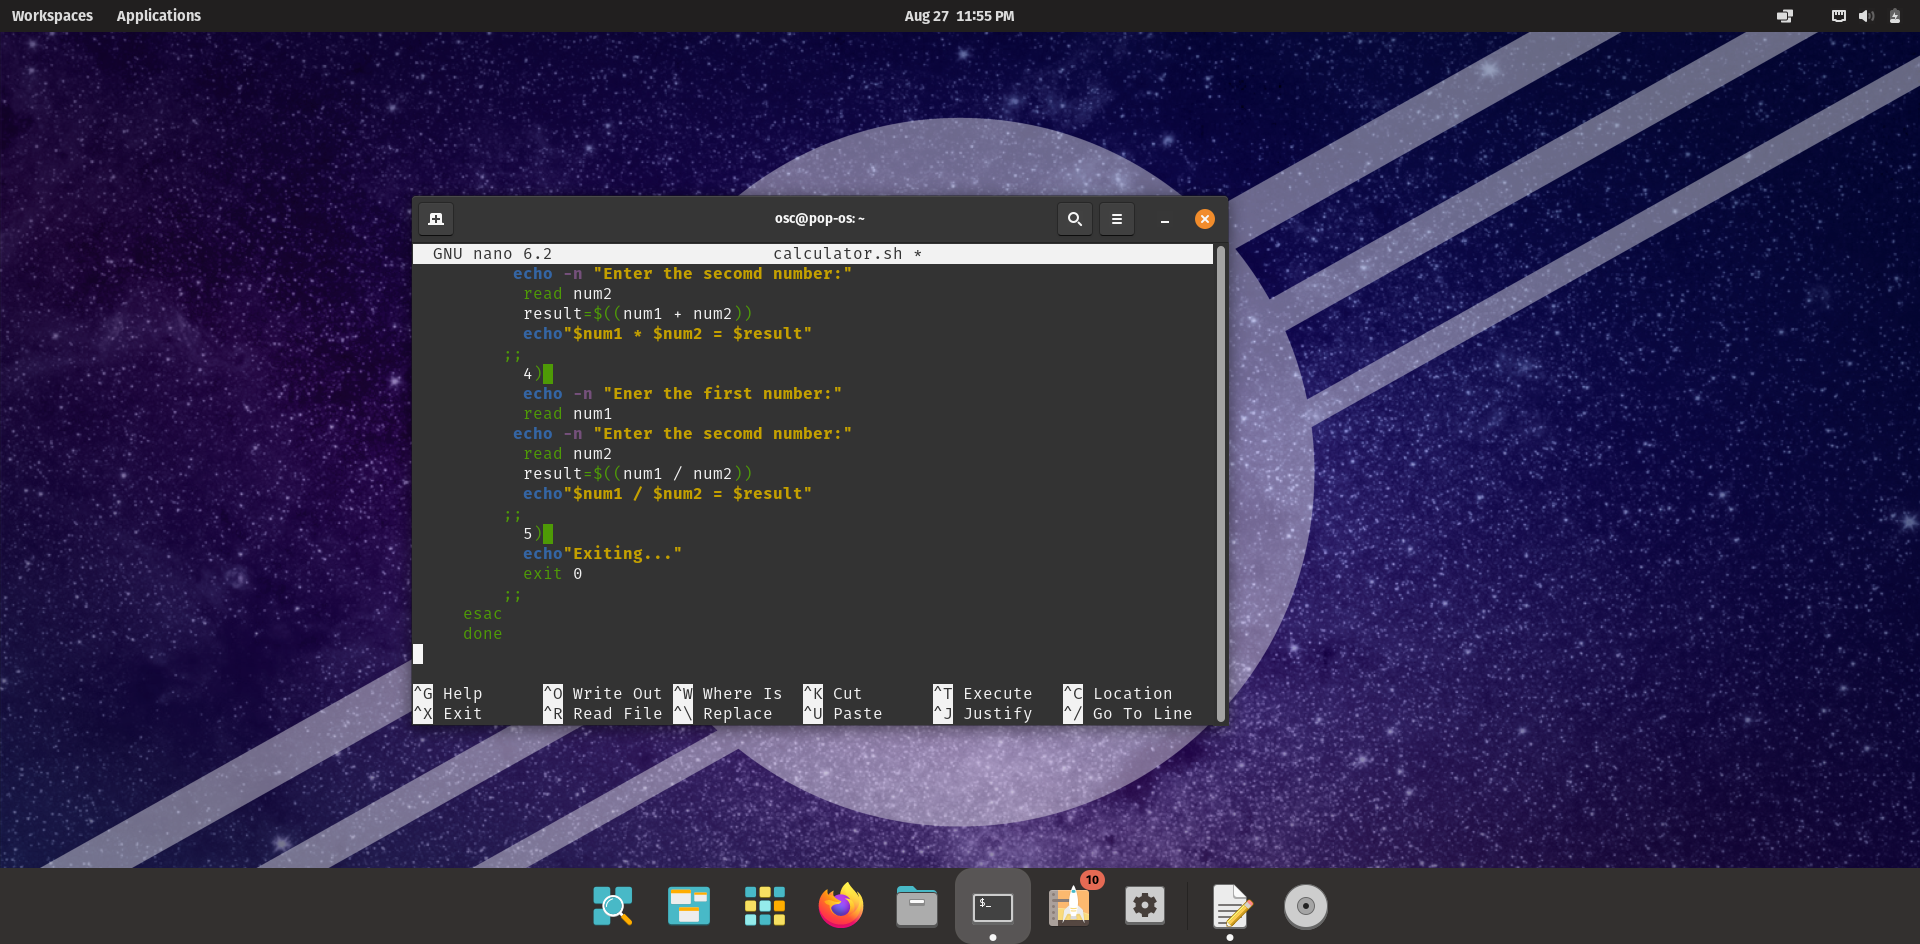 Workspaces Applications Aug 27 11:55 PM
osc@pop-os: ~
GNU nano 6.2 calculator.sh *
echo -n "Enter the secomd number:"
read num2
result=$((num1 + num2))
echo"$num1 * $num2 = $result"
;;
4)
echo -n "Ener the first number:"
read num1
echo -n "Enter the secomd number:"
read num2
result=$((num1 / num2))
echo"$num1 / $num2 = $result"
;;
5)
echo"Exiting..."
exit 0
;;
esac
done
^G Help ^O Write Out ^W Where Is ^K Cut ^T Execute ^C Location
^X Exit ^R Read File ^\ Replace ^U Paste ^J Justify ^/ Go To Line
$_
10